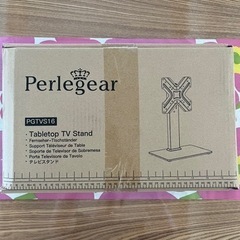 Perlegear
PGTVS16
· Tabletop TV Stand
· Fernseher-Tischständer
· Support Téléviseur de Table
· Soporte de Televisión de Sobremesa
· Porta Televisore da Tavolo
· テレビスタンド